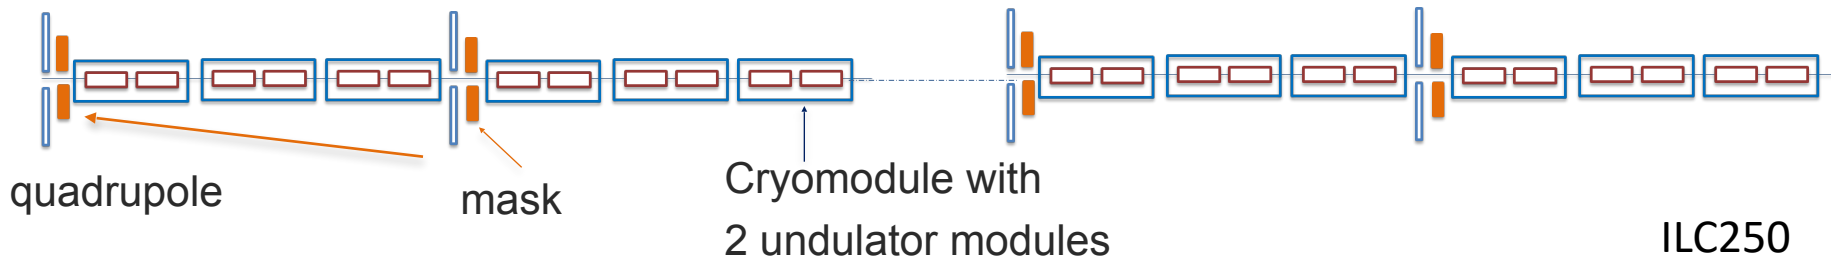 quadrupole
mask
Cryomodule with
2 undulator modules
ILC250